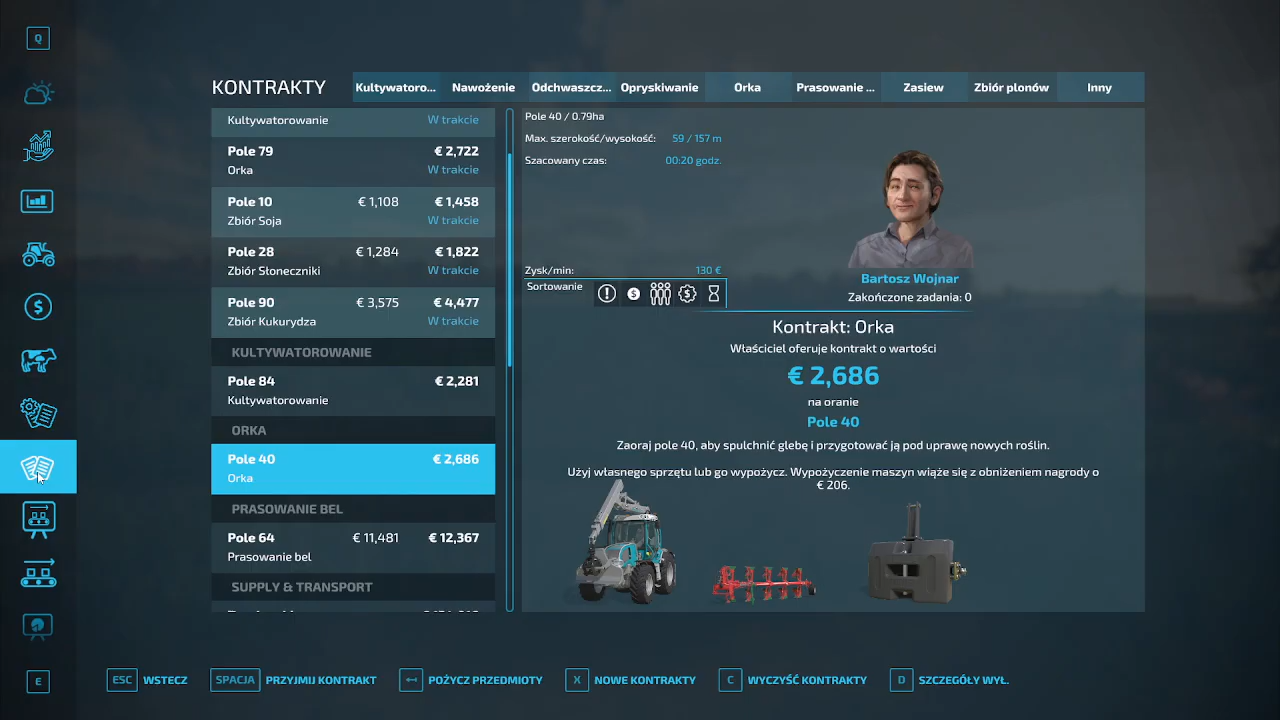 Q
KONTRAKTY
Kultywatoro... Nawożenie Odchwaszcz... Opryskiwanie Orka Prasowanie ... Zasiew Zbiór plonów Inny
Kultywatorowanie W trakcie
Pole 79 € 2,722
Orka W trakcie
Pole 10 € 1,108 € 1,458
Zbiór Soja W trakcie
Pole 28 € 1,284 € 1,822
Zbiór Słoneczniki W trakcie
Pole 90 € 3,575 € 4,477
Zbiór Kukurydza W trakcie
KULTYWATOROWANIE
Pole 84 € 2,281
Kultywatorowanie
ORKA
Pole 40 € 2,686
Orka
PRASOWANIE BEL
Pole 64 € 11,481 € 12,367
Prasowanie bel
SUPPLY & TRANSPORT
Pole 40 / 0.79ha
Max. szerokość/wysokość: 59 / 157 m
Szacowany czas: 00:20 godz.
Zysk/min: 130 €
Sortowanie
Bartosz Wojnar
Zakończone zadania: 0
Kontrakt: Orka
Właściciel oferuje kontrakt o wartości
€ 2,686
na oranie
Pole 40
Zaoraj pole 40, aby spulchnić glebę i przygotować ją pod uprawę nowych roślin.
Użyj własnego sprzętu lub go wypożycz. Wypożyczenie maszyn wiąże się z obniżeniem nagrody o
€ 206.
E
ESC WSTECZ SPACJA PRZYJMIJ KONTRAKT POŻYCZ PRZEDMIOTY X NOWE KONTRAKTY C WYCZYŚĆ KONTRAKTY D SZCZEGÓŁY WYŁ.